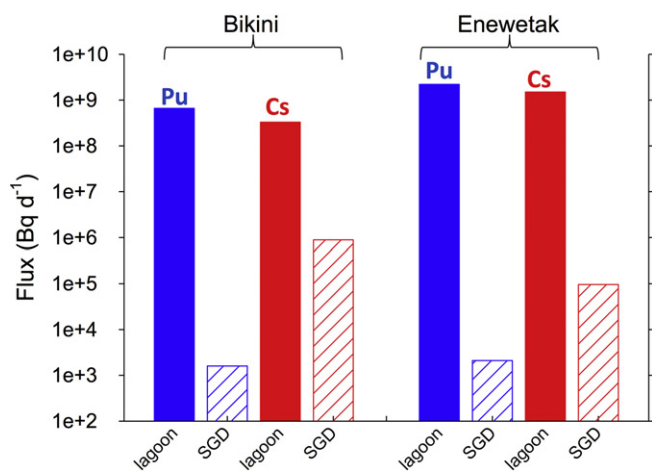 Bikini
Enewetak
Pu
Cs
Pu
Cs
Flux (Bq d-1)
1e+10
1e+9
1e+8
1e+7
1e+6
1e+5
1e+4
1e+3
1e+2
lagoon
SGD
lagoon
SGD
lagoon
SGD
lagoon
SGD